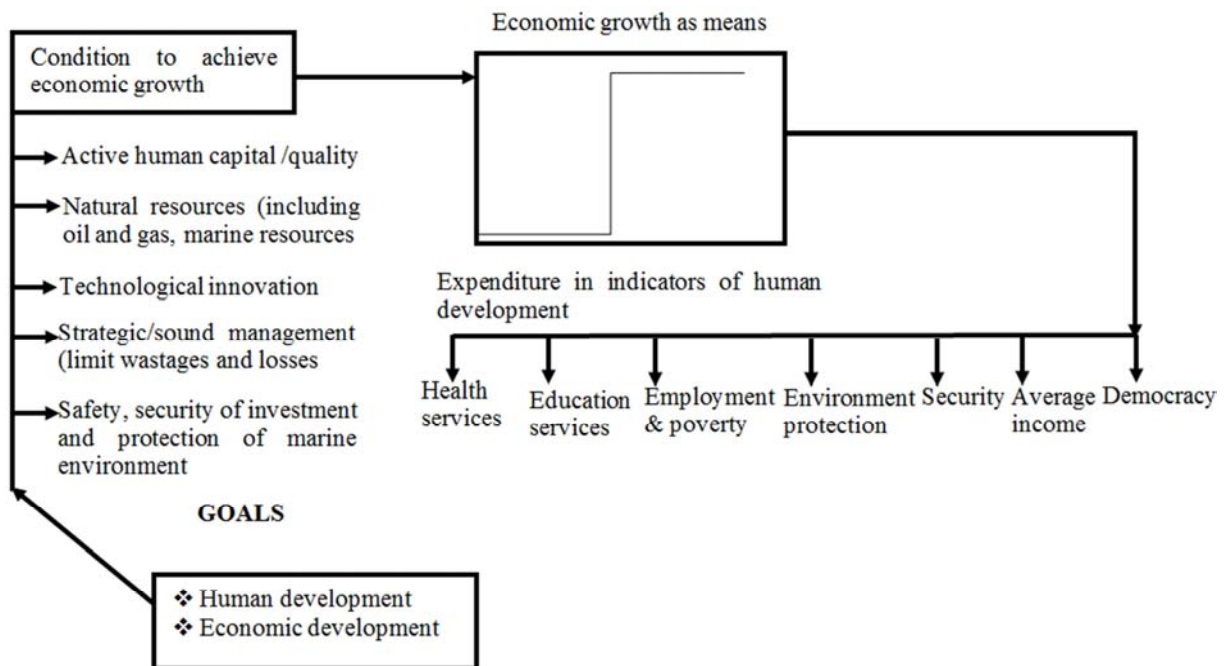 Economic growth as means
Condition to achieve
economic growth
Active human capital /quality
Natural resources (including
oil and gas, marine resources
Technological innovation
Strategic/sound management
(limit wastages and losses
Safety, security of investment
and protection of marine
environment
Expenditure in indicators of human
development
Health
services
Education
services
Employment
& poverty
Environment
protection
Security
Average
income
Democracy
GOALS
❖ Human development
❖ Economic development